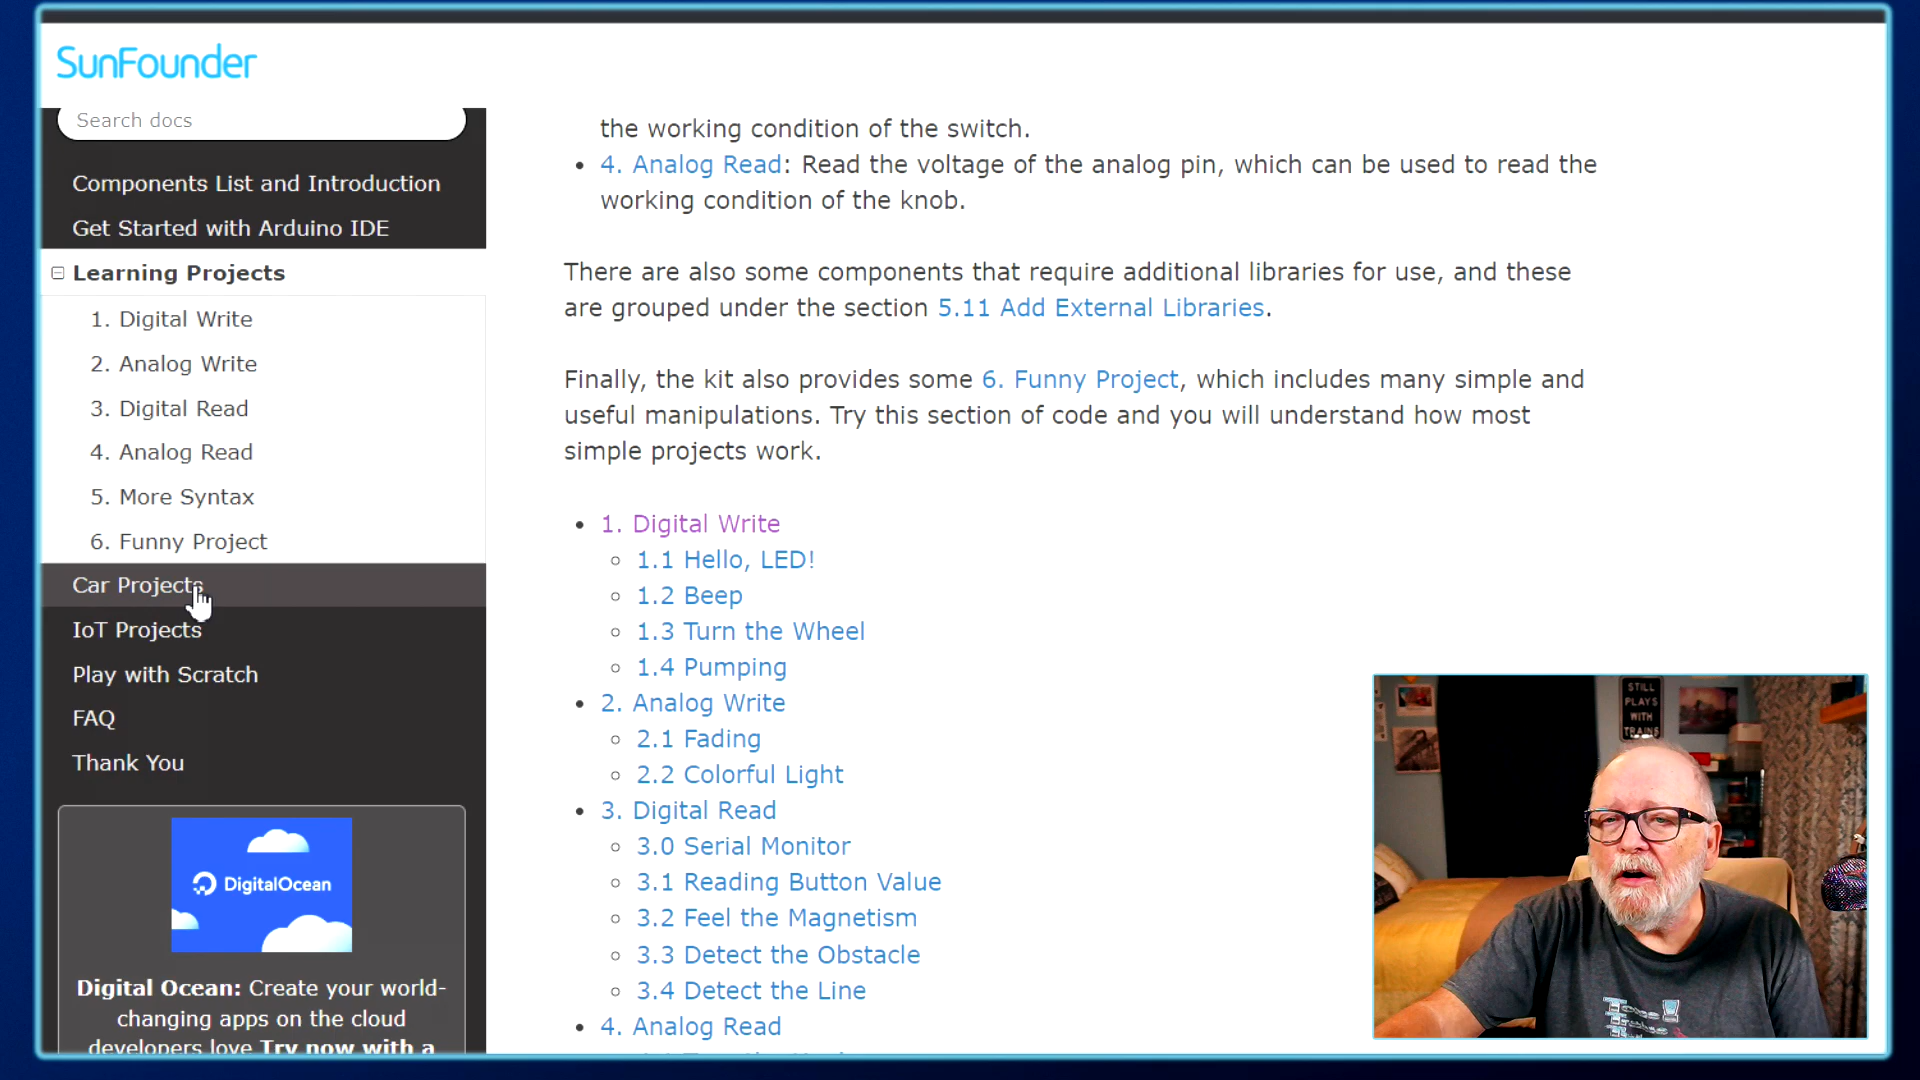 SunFounder
Search docs
Components List and Introduction
Get Started with Arduino IDE
Learning Projects
1. Digital Write
2. Analog Write
3. Digital Read
4. Analog Read
5. More Syntax
6. Funny Project
Car Projects
IoT Projects
Play with Scratch
FAQ
Thank You
DigitalOcean
Digital Ocean: Create your world-
changing apps on the cloud
developers love Try now with a
the working condition of the switch.
4. Analog Read: Read the voltage of the analog pin, which can be used to read the
working condition of the knob.
There are also some components that require additional libraries for use, and these
are grouped under the section 5.11 Add External Libraries.
Finally, the kit also provides some 6. Funny Project, which includes many simple and
useful manipulations. Try this section of code and you will understand how most
simple projects work.
1. Digital Write
1.1 Hello, LED!
1.2 Beep
1.3 Turn the Wheel
1.4 Pumping
2. Analog Write
2.1 Fading
2.2 Colorful Light
3. Digital Read
3.0 Serial Monitor
3.1 Reading Button Value
3.2 Feel the Magnetism
3.3 Detect the Obstacle
3.4 Detect the Line
4. Analog Read
STILL
PLAYS
WITH
TRAINS